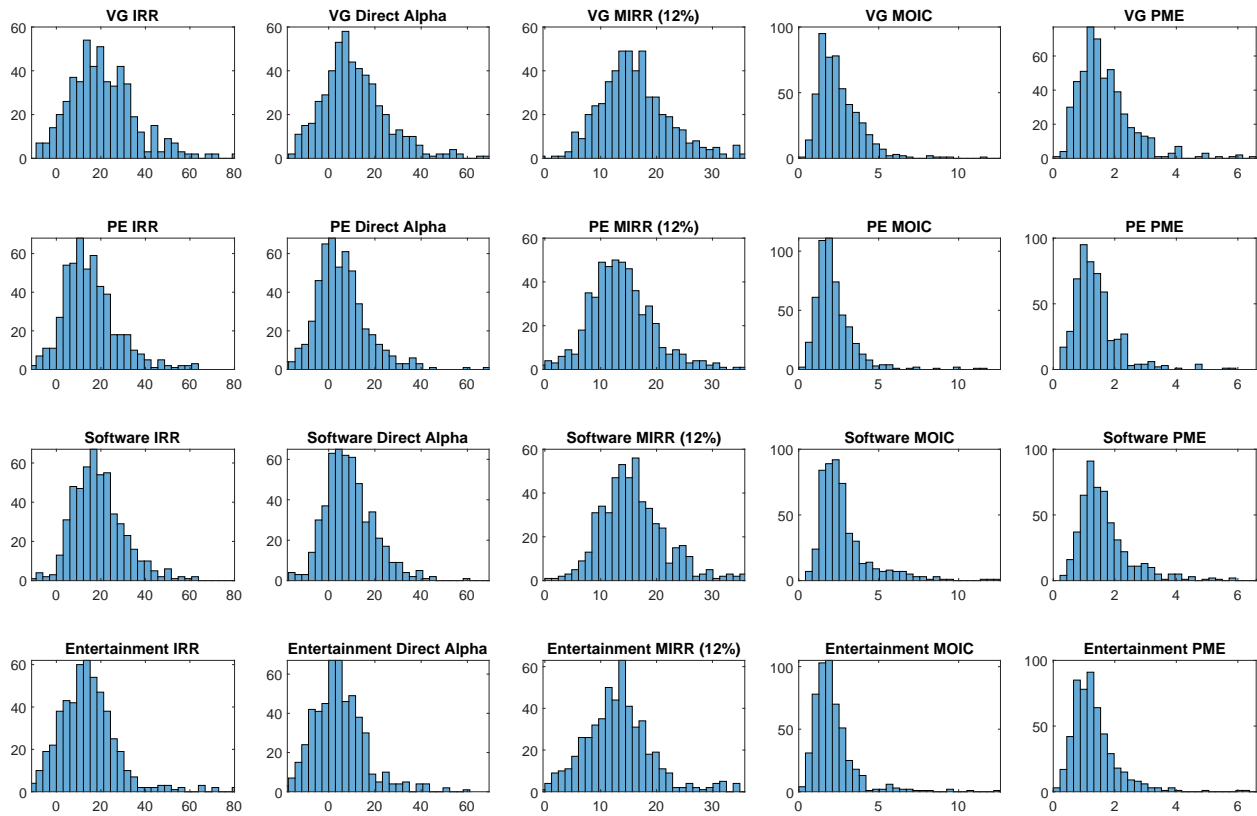 VG IRR
60
40
20
0
0 20 40 60 80
VG Direct Alpha
60
40
20
0
0 20 40 60
VG MIRR (12%)
60
40
20
0
0 10 20 30
VG MOIC
100
50
0
0 5 10
VG PME
60
40
20
0
0 2 4 6
PE IRR
60
40
20
0
0 20 40 60 80
PE Direct Alpha
60
40
20
0
0 20 40 60
PE MIRR (12%)
60
40
20
0
0 10 20 30
PE MOIC
100
50
0
0 5 10
PE PME
100
50
0
0 2 4 6
Software IRR
60
40
20
0
0 20 40 60 80
Software Direct Alpha
60
40
20
0
0 20 40 60
Software MIRR (12%)
60
40
20
0
0 10 20 30
Software MOIC
100
50
0
0 5 10
Software PME
100
50
0
0 2 4 6
Entertainment IRR
60
40
20
0
0 20 40 60 80
Entertainment Direct Alpha
60
40
20
0
0 20 40 60
Entertainment MIRR (12%)
60
40
20
0
0 10 20 30
Entertainment MOIC
100
50
0
0 5 10
Entertainment PME
100
50
0
0 2 4 6